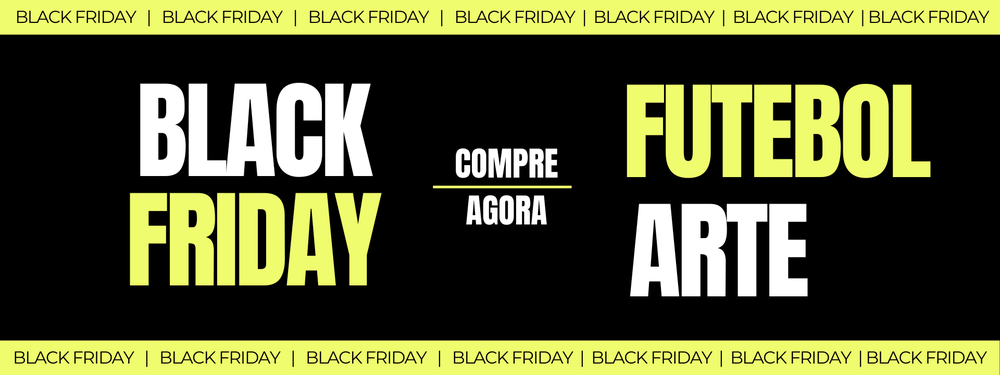 BLACK FRIDAY | BLACK FRIDAY | BLACK FRIDAY | BLACK FRIDAY | BLACK FRIDAY | BLACK FRIDAY | BLACK FRIDAY
BLACK
FRIDAY
COMPRE
AGORA
FUTEBOL
ARTE
BLACK FRIDAY | BLACK FRIDAY | BLACK FRIDAY | BLACK FRIDAY | BLACK FRIDAY | BLACK FRIDAY | BLACK FRIDAY